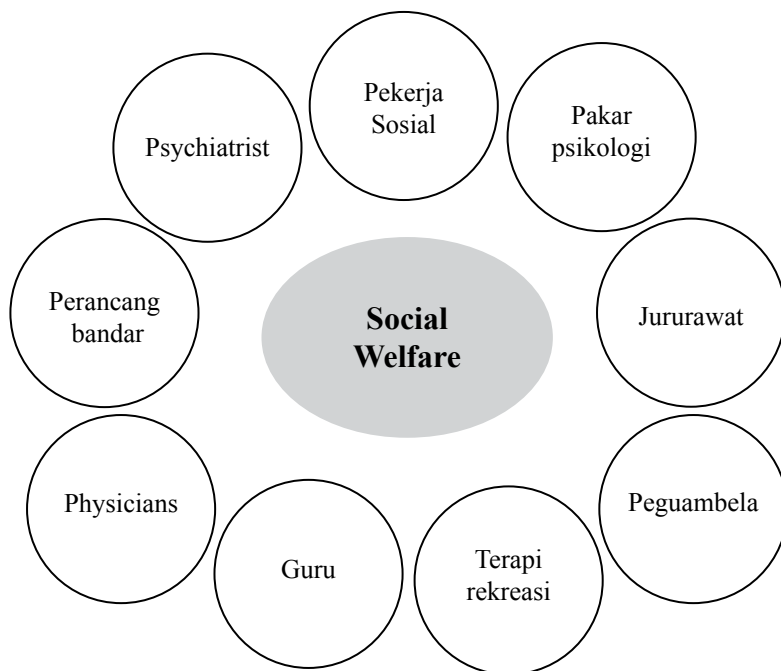 Pekerja
Sosial
Pakar
psikologi
Psychiatrist
Perancang
bandar
Social
Welfare
Jururawat
Physicians
Peguambela
Guru
Terapi
rekreasi